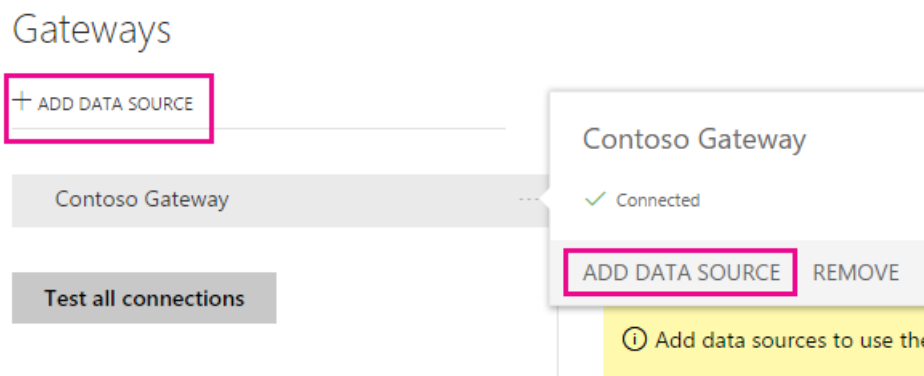 Gateways
+ ADD DATA SOURCE
Contoso Gateway
...
Test all connections
Contoso Gateway
Connected
ADD DATA SOURCE REMOVE
Add data sources to use the